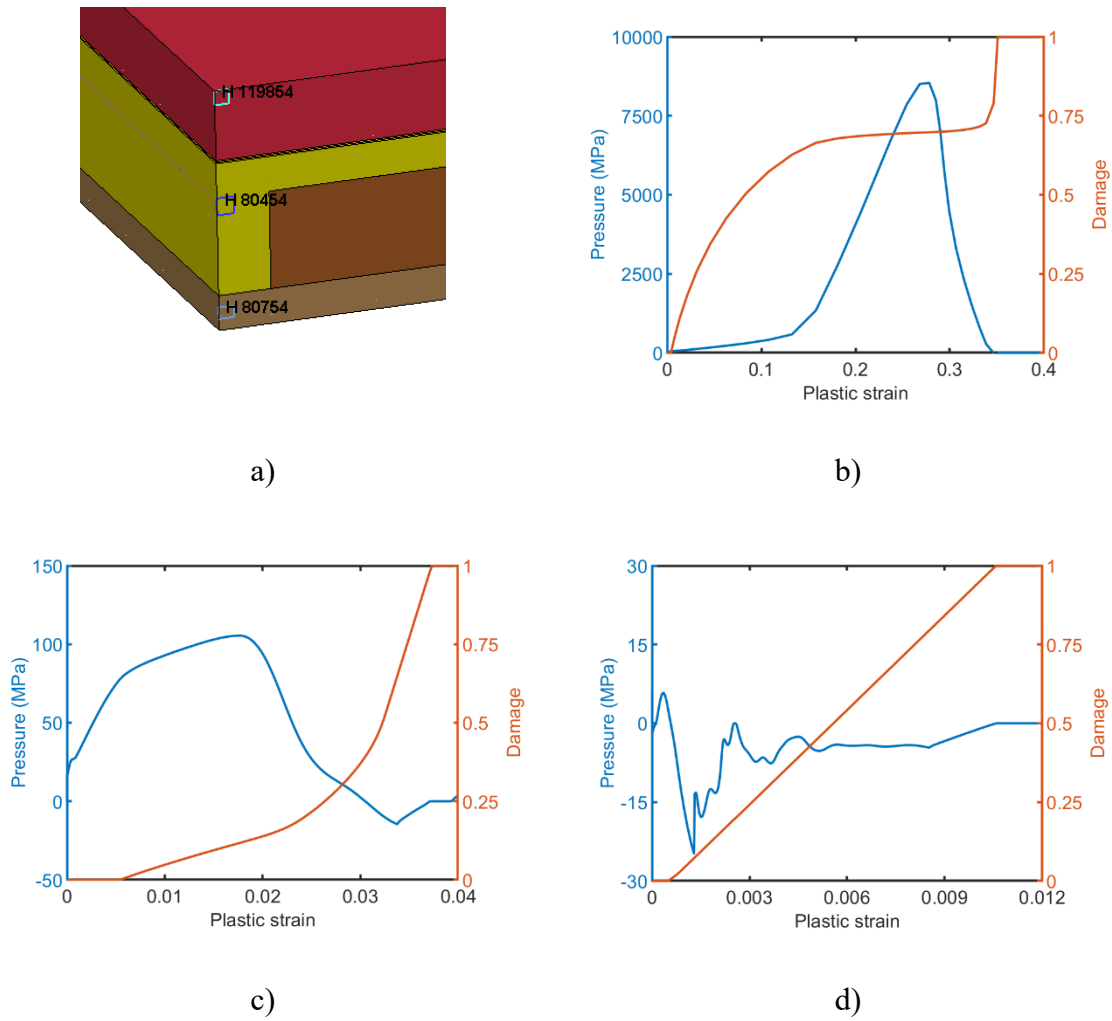 H 119854
H 80454
H 80754
a)
10000
7500
5000
2500
0
Pressure (MPa)
0
0.1
0.2
0.3
0.4
Plastic strain
1
0.75
0.5
0.25
0
Damage
b)
150
100
50
0
-50
Pressure (MPa)
0
0.01
0.02
0.03
0.04
Plastic strain
1
0.75
0.5
0.25
0
Damage
c)
30
15
0
-15
-30
Pressure (MPa)
0
0.003
0.006
0.009
0.012
Plastic strain
1
0.75
0.5
0.25
0
Damage
d)